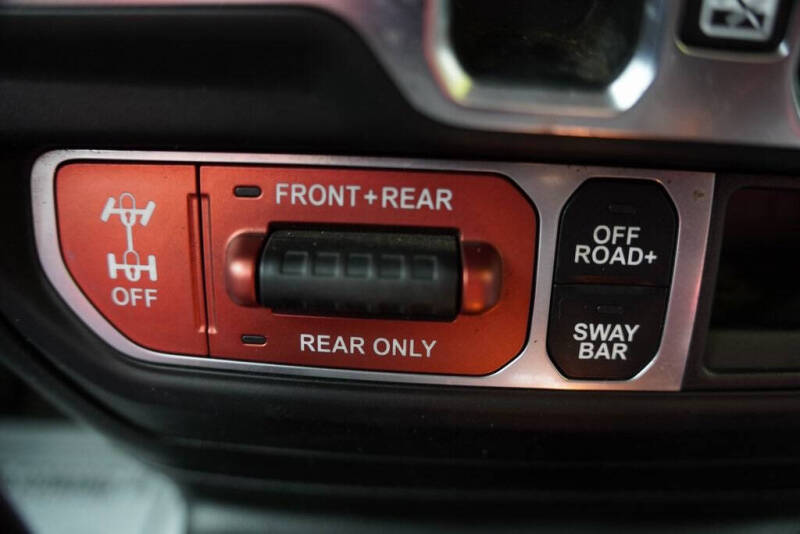 FRONT+REAR
OFF
REAR ONLY
OFF
ROAD+
SWAY
BAR